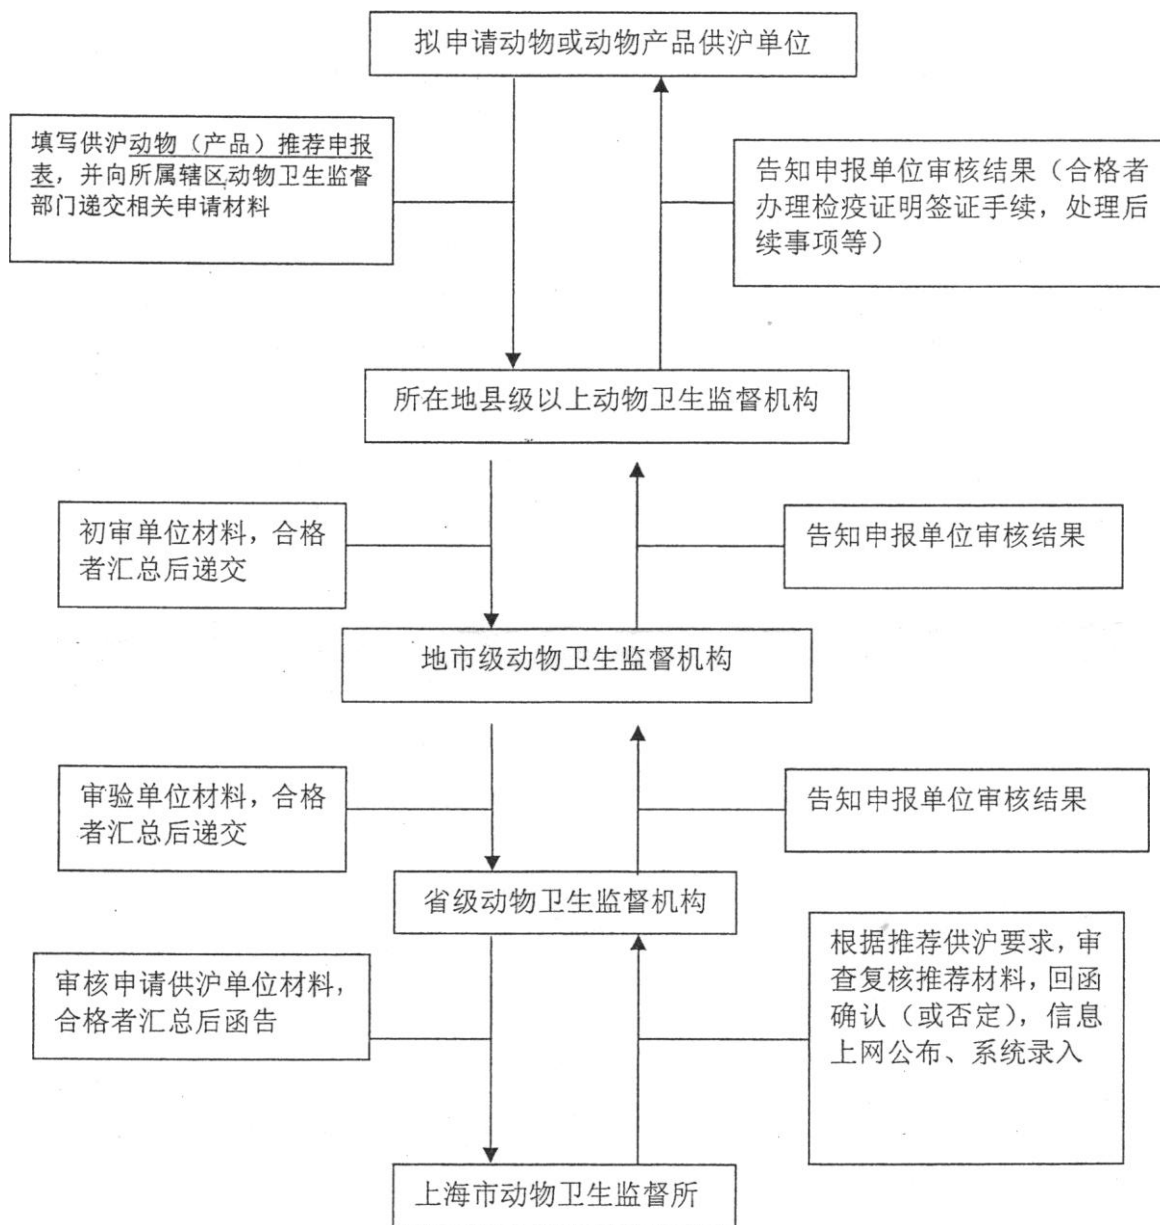 拟申请动物或动物产品供沪单位
填写供沪动物（产品）推荐申报
表，并向所属辖区动物卫生监督
部门递交相关申请材料
告知申报单位审核结果（合格者
办理检疫证明签证手续，处理后
续事项等）
所在地县级以上动物卫生监督机构
初审单位材料，合格
者汇总后递交
告知申报单位审核结果
地市级动物卫生监督机构
审验单位材料，合格
者汇总后递交
告知申报单位审核结果
省级动物卫生监督机构
审核申请供沪单位材料，
合格者汇总后函告
根据推荐供沪要求，审
查复核推荐材料，回函
确认（或否定），信息
上网公布、系统录入
上海市动物卫生监督所